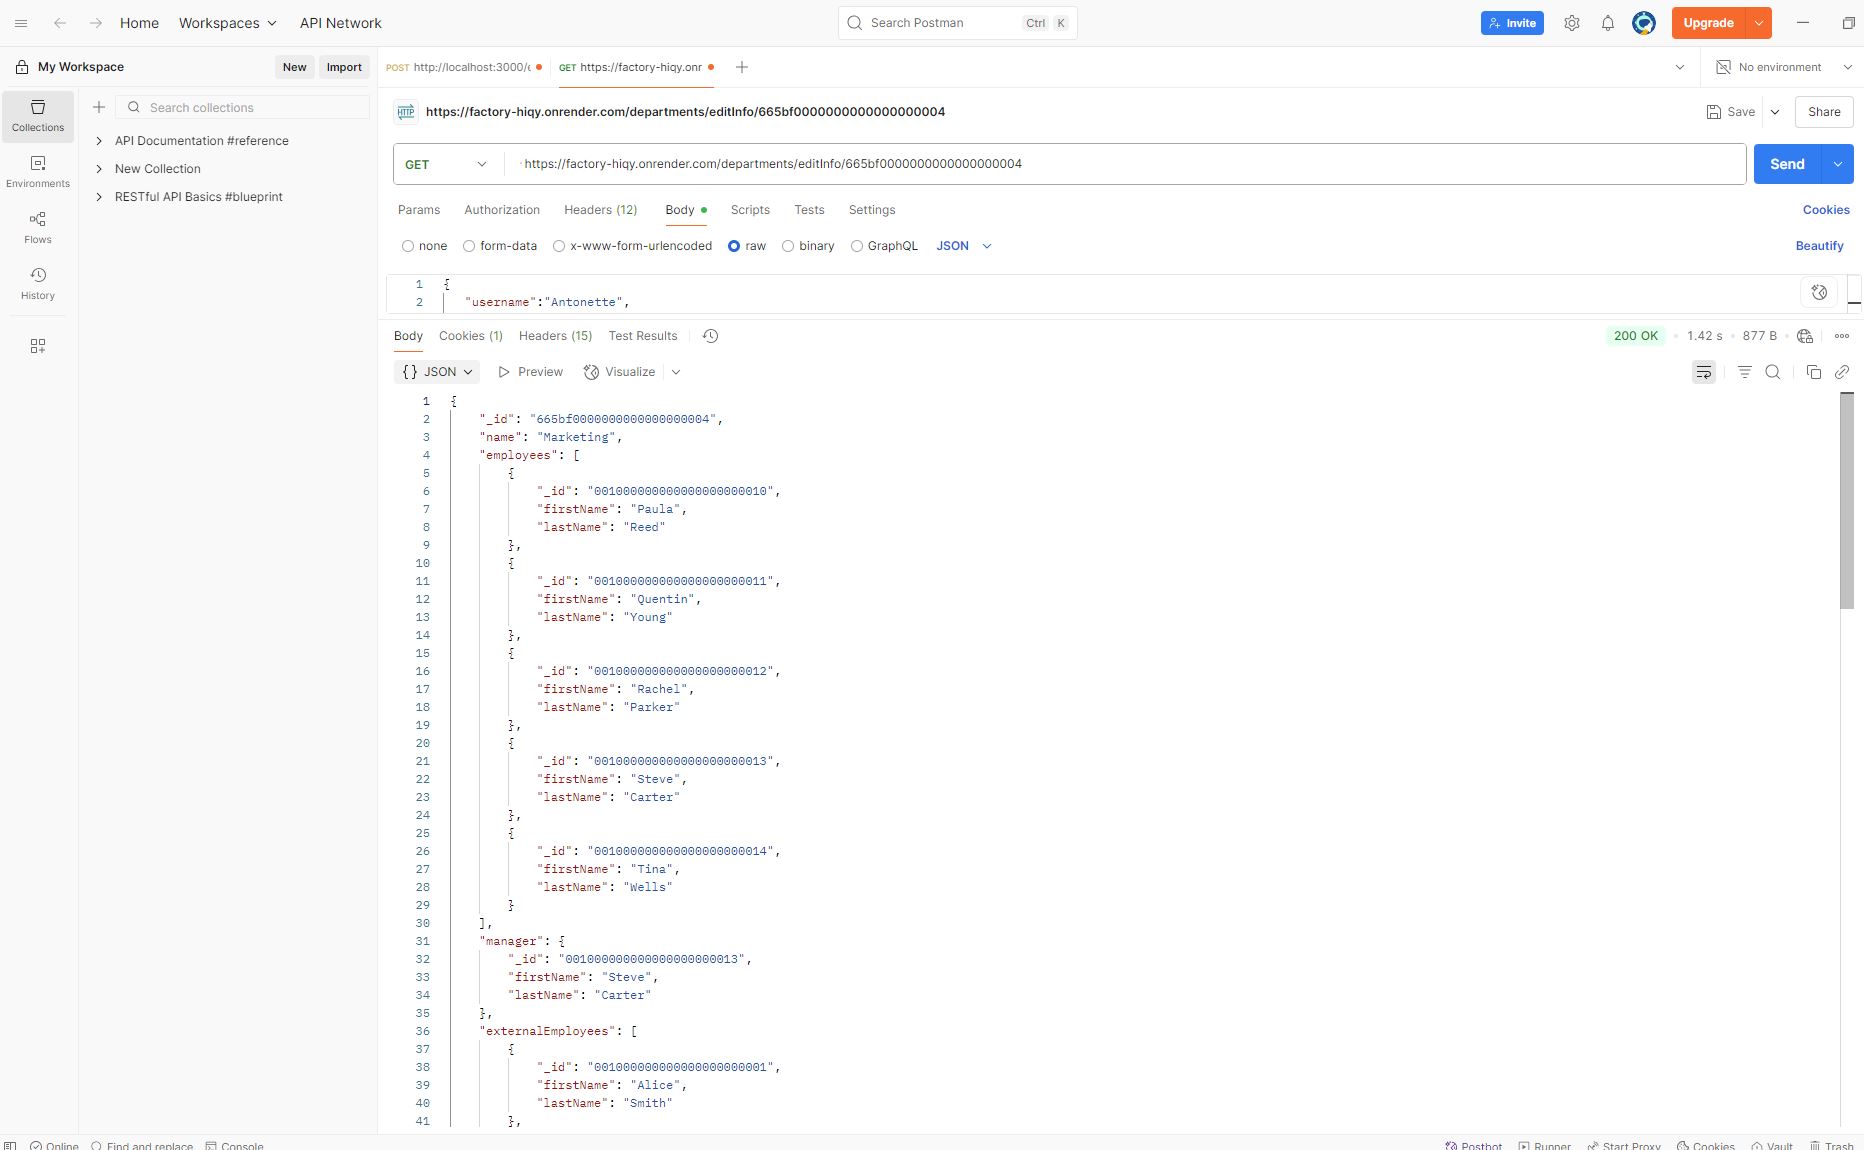 Home Workspaces API Network Search Postman Ctrl K Invite Upgrade
My Workspace New Import POST http://localhost:3000/e GET https://factory-hiqy.onr No environment
Collections
Environments
Flows
History
Search collections
API Documentation #reference
New Collection
RESTful API Basics #blueprint
HTTP https://factory-hiqy.onrender.com/departments/editInfo/665bf0000000000000000004 Save Share
GET https://factory-hiqy.onrender.com/departments/editInfo/665bf0000000000000000004 Send
Params Authorization Headers (12) Body Scripts Tests Settings Cookies
none form-data x-www-form-urlencoded raw binary GraphQL JSON Beautify
1 {
2 "username":"Antonette",
Body Cookies (1) Headers (15) Test Results 200 OK 1.42 s 877 B
{} JSON Preview Visualize
1 {
2 "_id": "665bf0000000000000000004",
3 "name": "Marketing",
4 "employees": [
5 {
6 "_id": "001000000000000000000010",
7 "firstName": "Paula",
8 "lastName": "Reed"
9 },
10 {
11 "_id": "001000000000000000000011",
12 "firstName": "Quentin",
13 "lastName": "Young"
14 },
15 {
16 "_id": "001000000000000000000012",
17 "firstName": "Rachel",
18 "lastName": "Parker"
19 },
20 {
21 "_id": "001000000000000000000013",
22 "firstName": "Steve",
23 "lastName": "Carter"
24 },
25 {
26 "_id": "001000000000000000000014",
27 "firstName": "Tina",
28 "lastName": "Wells"
29 }
30 ],
31 "manager": {
32 "_id": "001000000000000000000013",
33 "firstName": "Steve",
34 "lastName": "Carter"
35 },
36 "externalEmployees": [
37 {
38 "_id": "001000000000000000000001",
39 "firstName": "Alice",
40 "lastName": "Smith"
41 },
Online Find and replace Console Postbot Runner Start Proxy Cookies Vault Trash